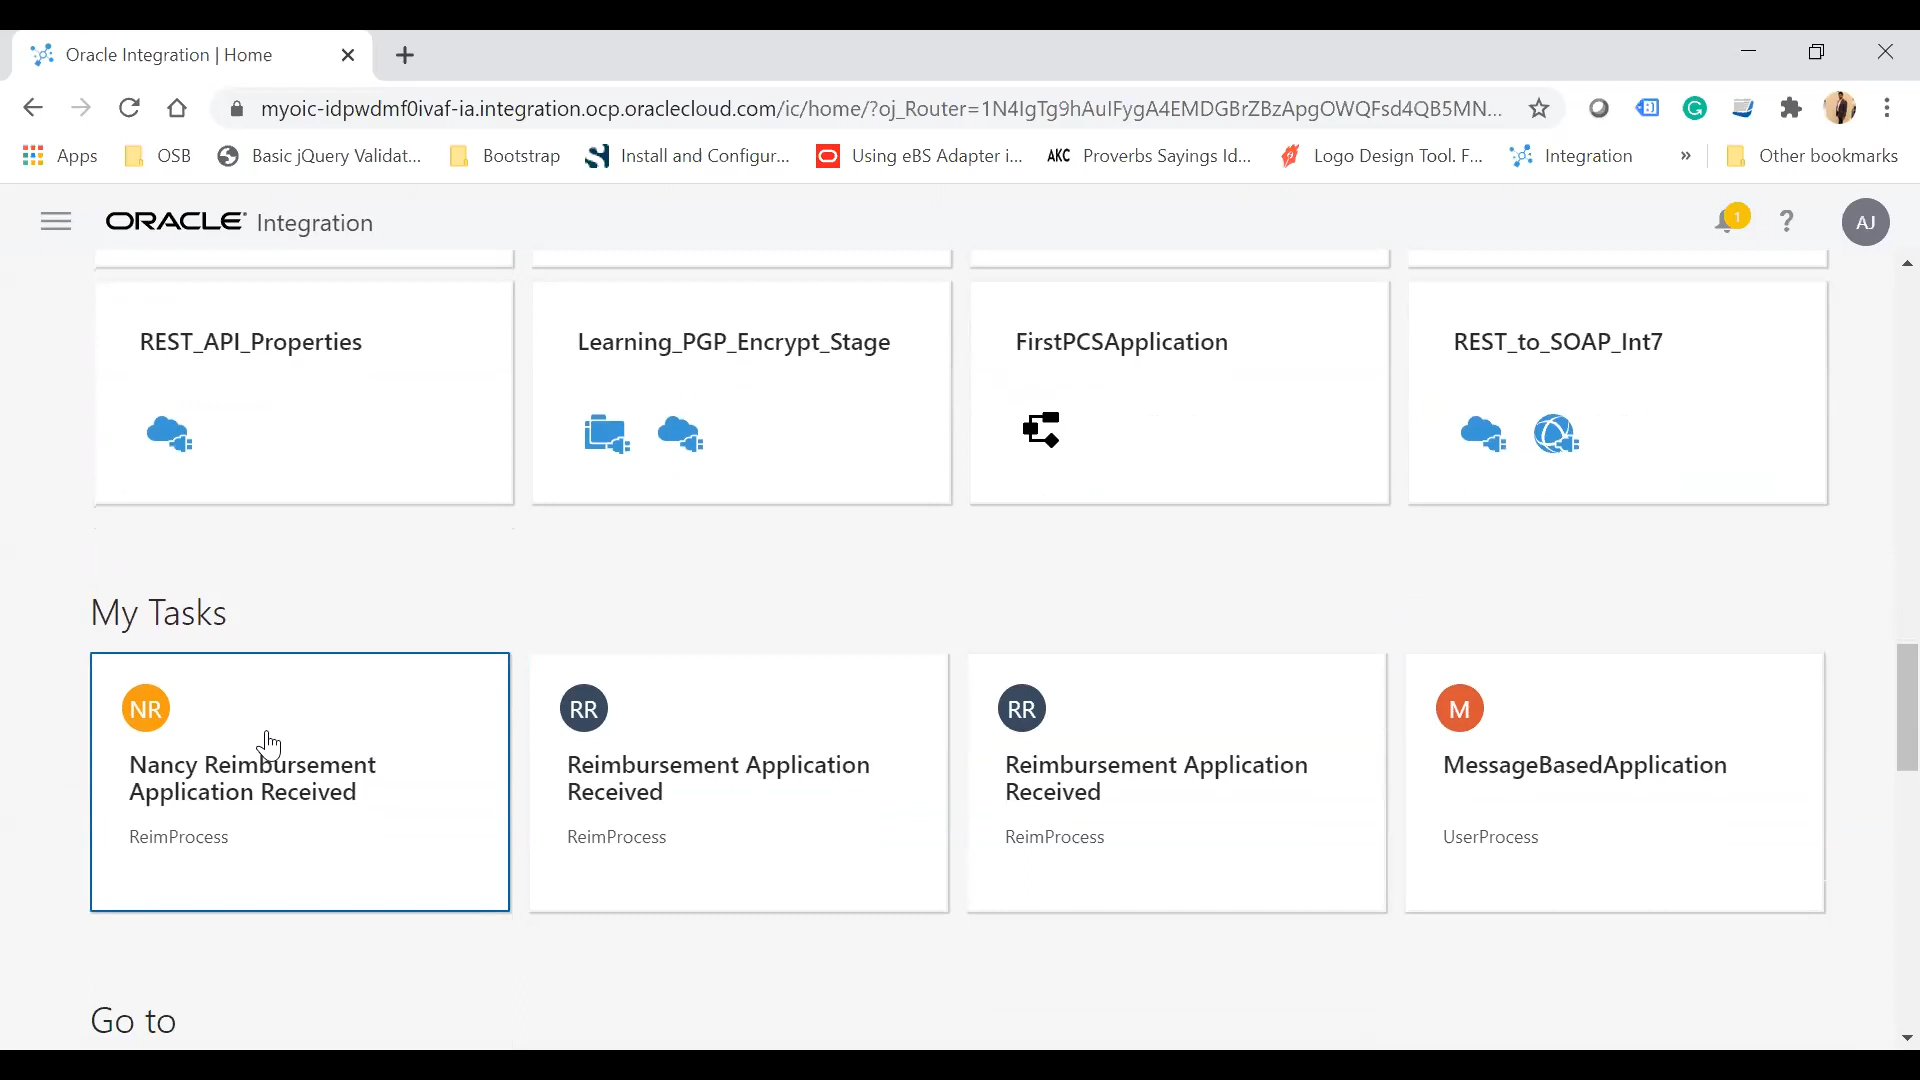 Oracle Integration | Home
myoic-idpwdmf0ivaf-ia.integration.ocp.oraclecloud.com/ic/home/?oj_Router=1N4IgTg9hAuIFygA4EMDGBrZBzApgOWQFsd4QB5MN...
Apps OSB Basic jQuery Validat... Bootstrap Install and Configur... Using eBS Adapter i... AKC Proverbs Sayings Id... Logo Design Tool. F... Integration » Other bookmarks
ORACLE Integration 1 ? AJ
REST_API_Properties Learning_PGP_Encrypt_Stage FirstPCSApplication REST_to_SOAP_Int7
My Tasks
NR RR RR M
Nancy Reimbursement Reimbursement Application Reimbursement Application MessageBasedApplication
Application Received Received Received
ReimProcess ReimProcess ReimProcess UserProcess
Go to